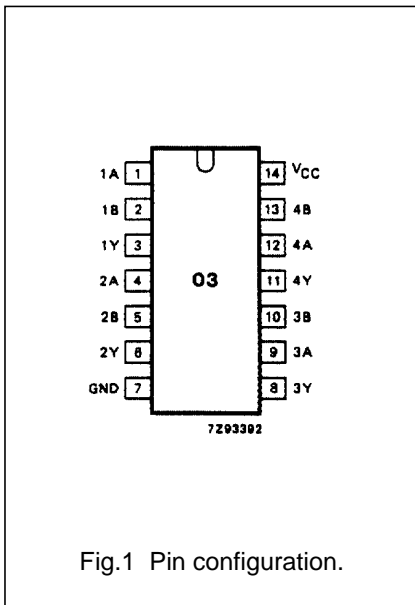 1A 1 14 VCC
1B 2 13 4B
1Y 3 12 4A
2A 4 03 11 4Y
2B 5 10 3B
2Y 6 9 3A
GND 7 8 3Y
7Z93392
Fig.1 Pin configuration.